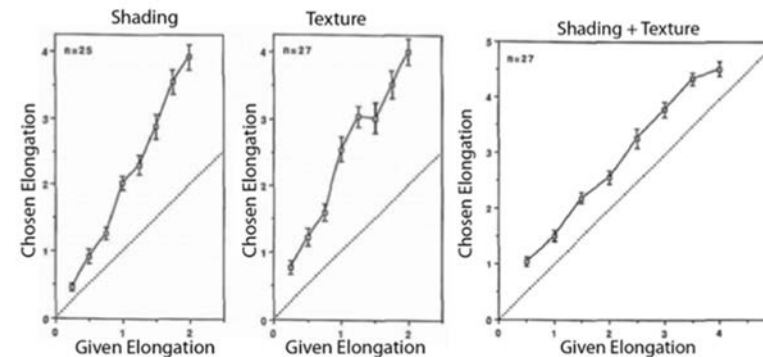 Shading
n=25
4
3
2
1
0
0 1 2
Chosen Elongation
Given Elongation
Texture
n=27
4
3
2
1
0
0 1 2
Chosen Elongation
Given Elongation
Shading + Texture
n=27
5
4
3
2
1
0
0 1 2 3 4
Chosen Elongation
Given Elongation